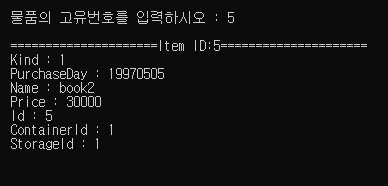 물품의 고유번호를 입력하시오 : 5
=====================Item ID:5=====================
Kind : 1
PurchaseDay : 19970505
Name : book2
Price : 30000
Id : 5
ContainerId : 1
StorageId : 1